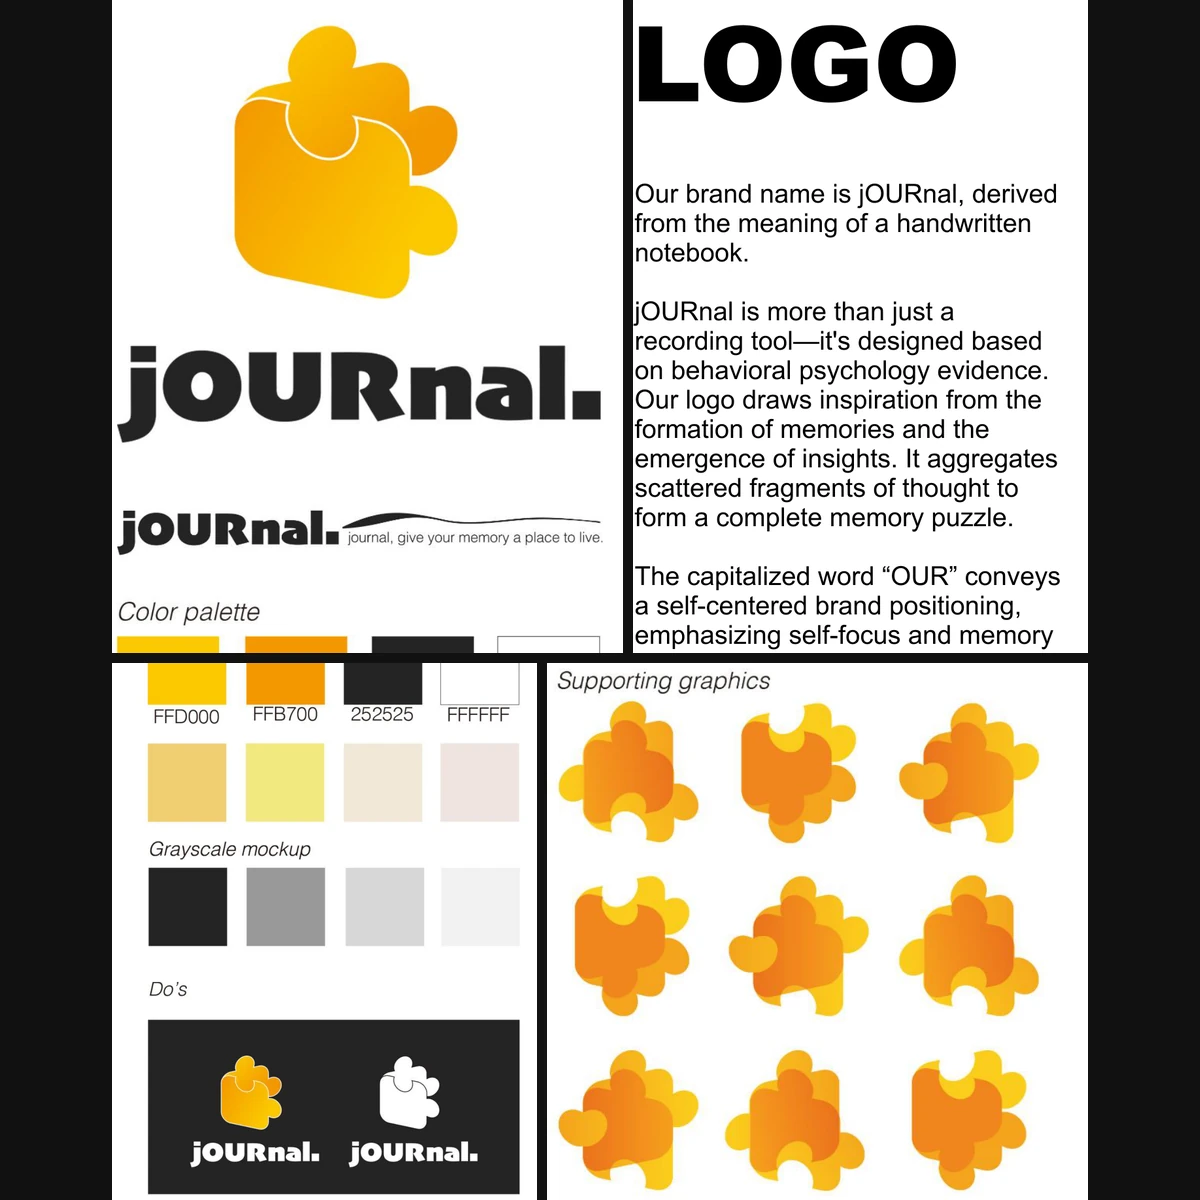 jOURnal.
jOURnal.
journal, give your memory a place to live.
Color palette
LOGO
Our brand name is jOURnal, derived
from the meaning of a handwritten
notebook.
jOURnal is more than just a
recording tool—it's designed based
on behavioral psychology evidence.
Our logo draws inspiration from the
formation of memories and the
emergence of insights. It aggregates
scattered fragments of thought to
form a complete memory puzzle.
The capitalized word “OUR” conveys
a self-centered brand positioning,
emphasizing self-focus and memory
FFD000 FFB700 252525 FFFFFF
Grayscale mockup
Do's
jOURnal. jOURnal.
Supporting graphics